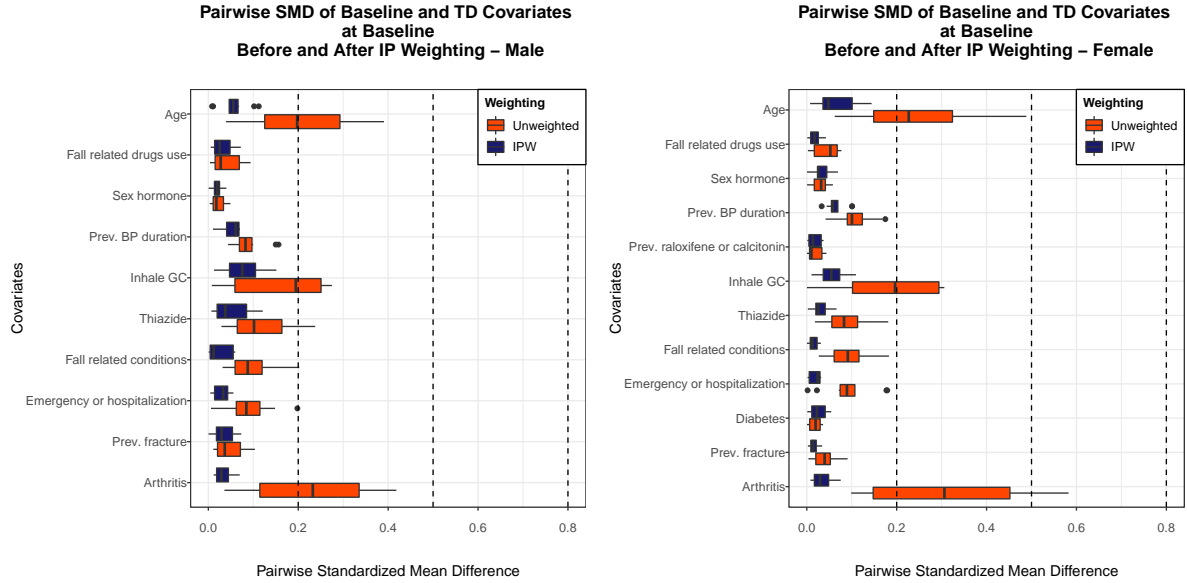 Pairwise SMD of Baseline and TD Covariates
at Baseline
Before and After IP Weighting − Male
Covariates
Age
Fall related drugs use
Sex hormone
Prev. BP duration
Inhale GC
Thiazide
Fall related conditions
Emergency or hospitalization
Prev. fracture
Arthritis
Weighting
Unweighted
IPW
0.0 0.2 0.4 0.6 0.8
Pairwise Standardized Mean Difference
Pairwise SMD of Baseline and TD Covariates
at Baseline
Before and After IP Weighting − Female
Covariates
Age
Fall related drugs use
Sex hormone
Prev. BP duration
Prev. raloxifene or calcitonin
Inhale GC
Thiazide
Fall related conditions
Emergency or hospitalization
Diabetes
Prev. fracture
Arthritis
Weighting
Unweighted
IPW
0.0 0.2 0.4 0.6 0.8
Pairwise Standardized Mean Difference